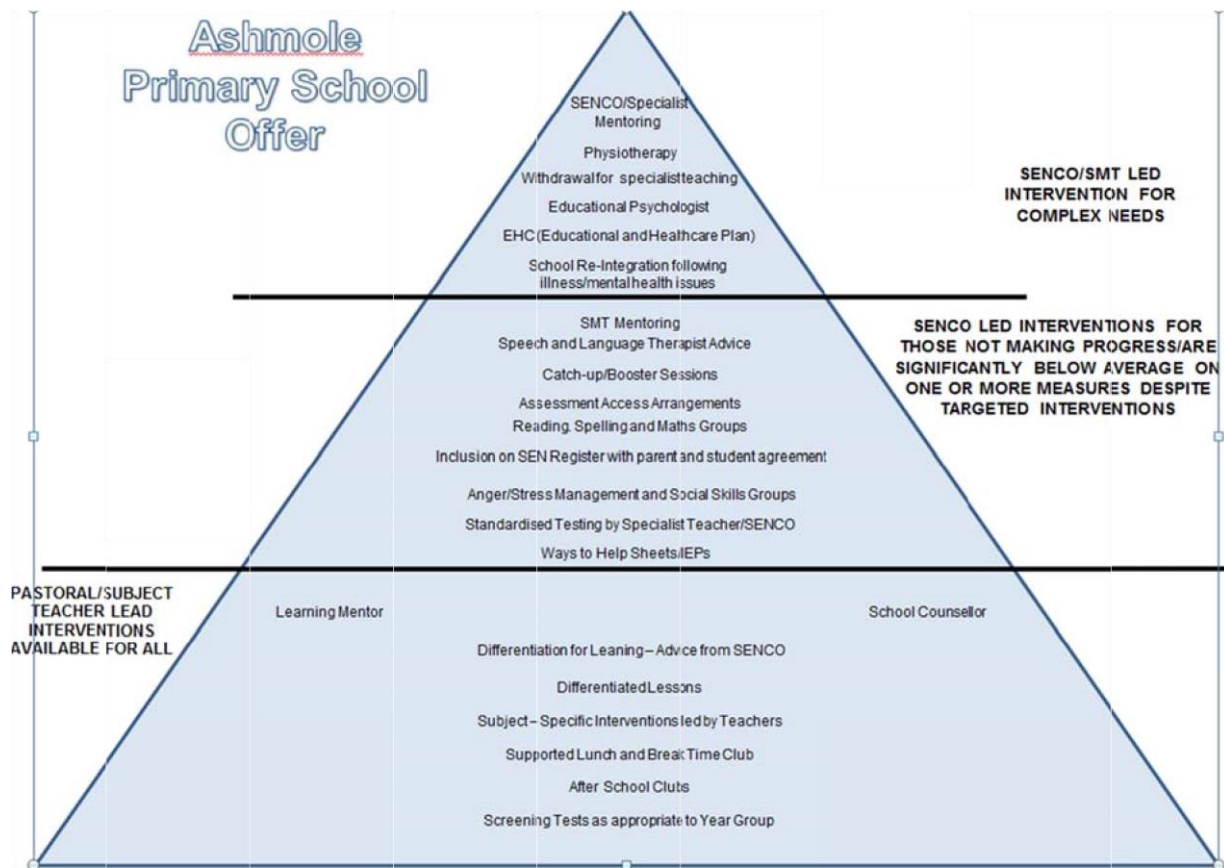 Ashmole
Primary School
Offer
SENCO/Specialist
Mentoring
Physiotherapy
Withdrawal for specialist teaching
Educational Psychologist
EHC (Educational and Healthcare Plan)
School Re-Integration following
illness/mental health issues
SENCO/SMT LED
INTERVENTION FOR
COMPLEX NEEDS
SMT Mentoring
Speech and Language Therapist Advice
Catch-up/Booster Sessions
Assessment Access Arrangements
Reading, Spelling and Maths Groups
Inclusion on SEN Register with parent and student agreement
Anger/Stress Management and Social Skills Groups
Standardised Testing by Specialist Teacher/SENCO
Ways to Help Sheets/IEPs
SENCO LED INTERVENTIONS FOR
THOSE NOT MAKING PROGRESS/ARE
SIGNIFICANTLY BELOW AVERAGE ON
ONE OR MORE MEASURES DESPITE
TARGETED INTERVENTIONS
PASTORAL/SUBJECT
TEACHER LEAD
INTERVENTIONS
AVAILABLE FOR ALL
Learning Mentor
School Counsellor
Differentiation for Leaning – Advice from SENCO
Differentiated Lessons
Subject – Specific Interventions led by Teachers
Supported Lunch and Break Time Club
After School Clubs
Screening Tests as appropriate to Year Group